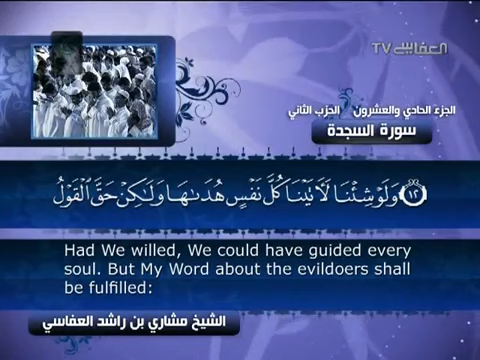 العفاسي TV
الجزء الحادي والعشرون    الحزب الثاني
سورة السجدة
١٢ وَلَوْ شِئْنَا لَآتَيْنَا كُلَّ نَفْسٍ هُدَىٰهَا وَلَٰكِنْ حَقَّ الْقَوْلُ
Had We willed, We could have guided every
soul. But My Word about the evildoers shall
be fulfilled:
الشيخ مشاري بن راشد العفاسي